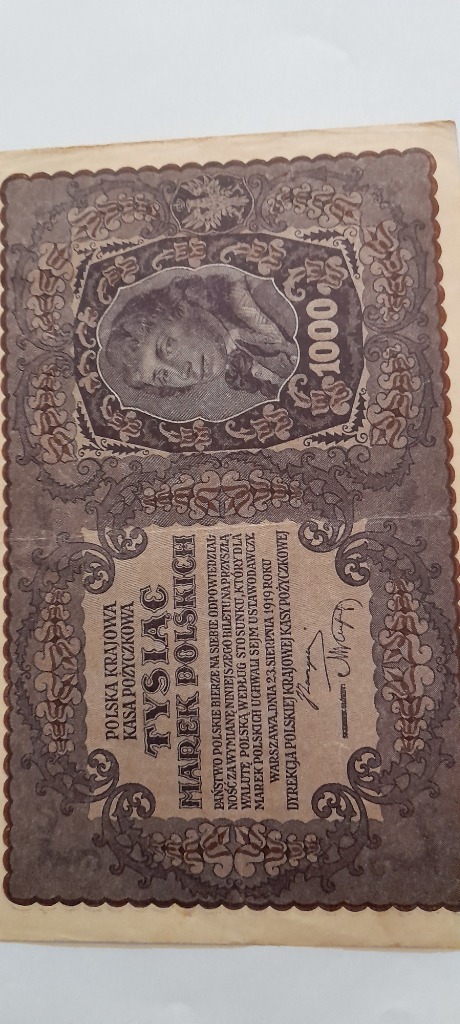 1000
POLSKA KRAJOWA
KASA POŻYCZKOWA
TYSIĄC
MAREK POLSKICH
PAŃSTWO POLSKIE BIERZE NA SIEBIE ODPOWIEDZIAL
NOŚĆ ZA WYMIANĘ NINIEJSZEGO BILETU NA PRZYSZŁĄ
WALUTĘ POLSKĄ WEDŁUG STOSUNKU, KTÓRY DLA
MAREK POLSKICH UCHWALI SEJM USTAWODAWCZY.
WARSZAWA, DNIA 23. SIERPNIA 1919 ROKU
DYREKCJA POLSKIEJ KRAJOWEJ KASY POŻYCZKOWEJ